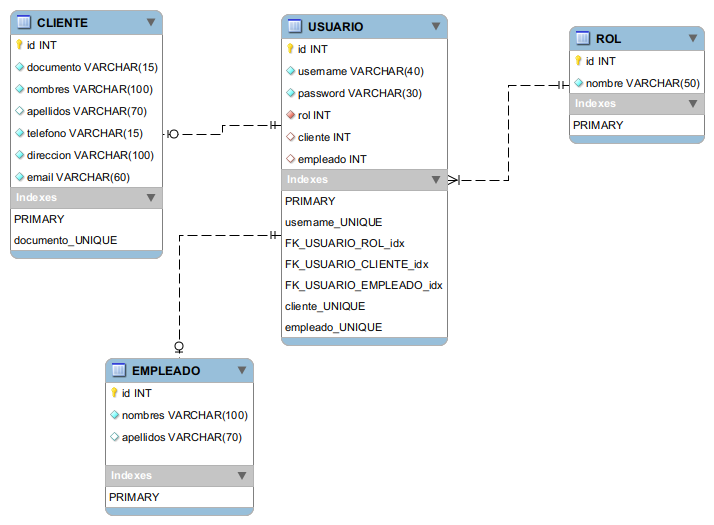 CLIENTE
id INT
documento VARCHAR(15)
nombres VARCHAR(100)
apellidos VARCHAR(70)
telefono VARCHAR(15)
direccion VARCHAR(100)
email VARCHAR(60)
Indexes
PRIMARY
documento_UNIQUE
USUARIO
id INT
username VARCHAR(40)
password VARCHAR(30)
rol INT
cliente INT
empleado INT
Indexes
PRIMARY
username_UNIQUE
FK_USUARIO_ROL_idx
FK_USUARIO_CLIENTE_idx
FK_USUARIO_EMPLEADO_idx
cliente_UNIQUE
empleado_UNIQUE
ROL
id INT
nombre VARCHAR(50)
Indexes
PRIMARY
EMPLEADO
id INT
nombres VARCHAR(100)
apellidos VARCHAR(70)
Indexes
PRIMARY